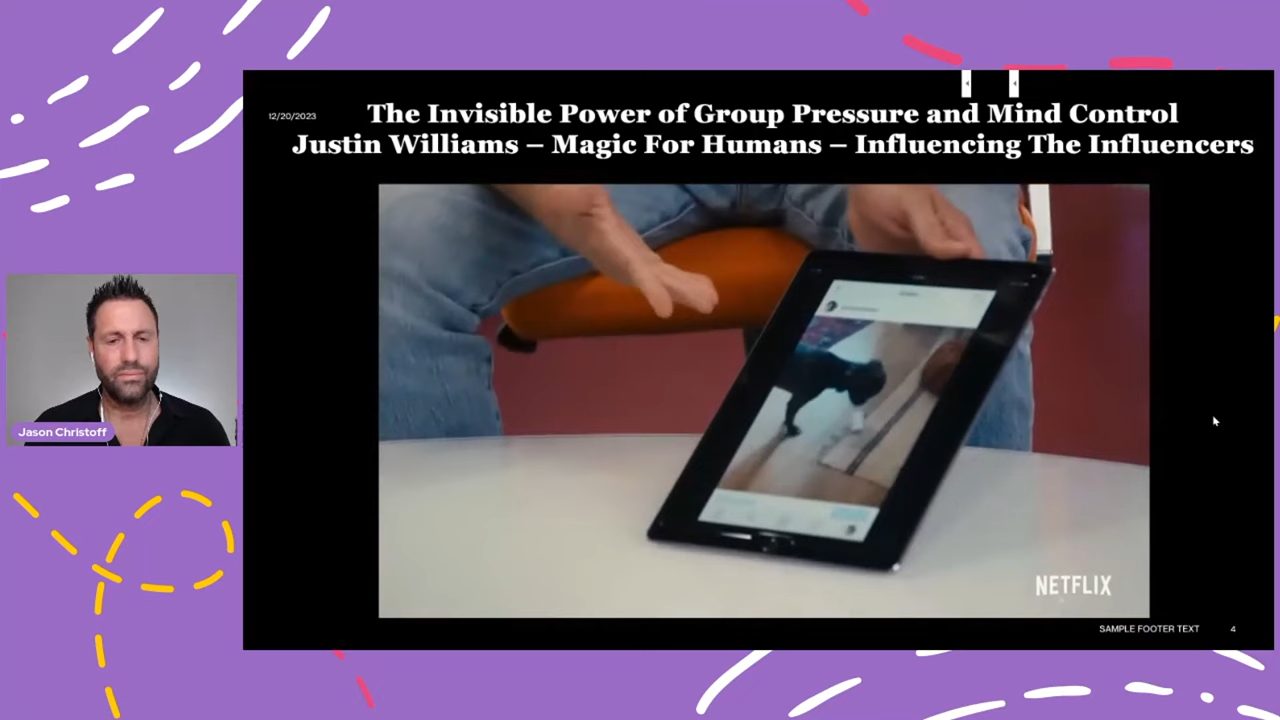 12/20/2023
The Invisible Power of Group Pressure and Mind Control
Justin Williams – Magic For Humans – Influencing The Influencers
Jason Christoff
NETFLIX
SAMPLE FOOTER TEXT 4